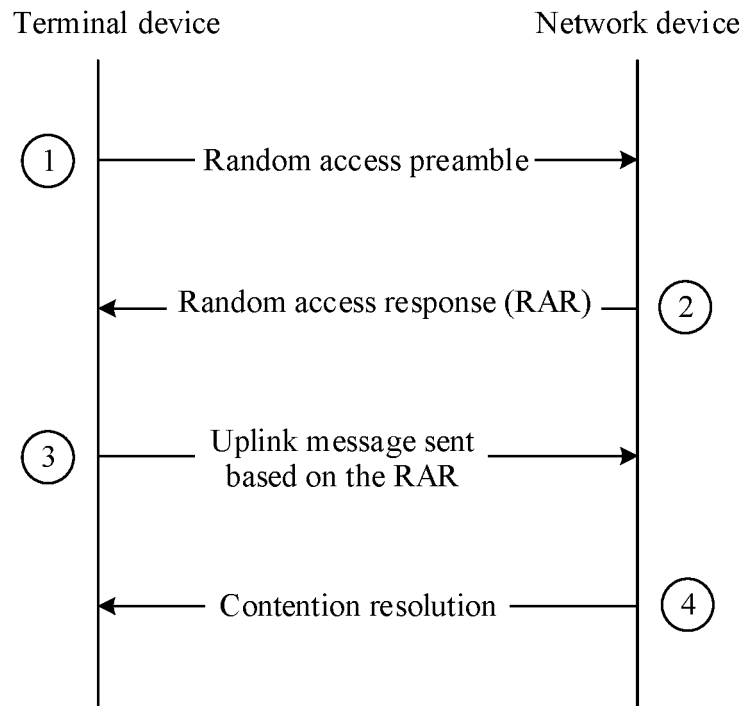 Terminal device
Network device
1
Random access preamble
Random access response (RAR)
2
3
Uplink message sent
based on the RAR
Contention resolution
4